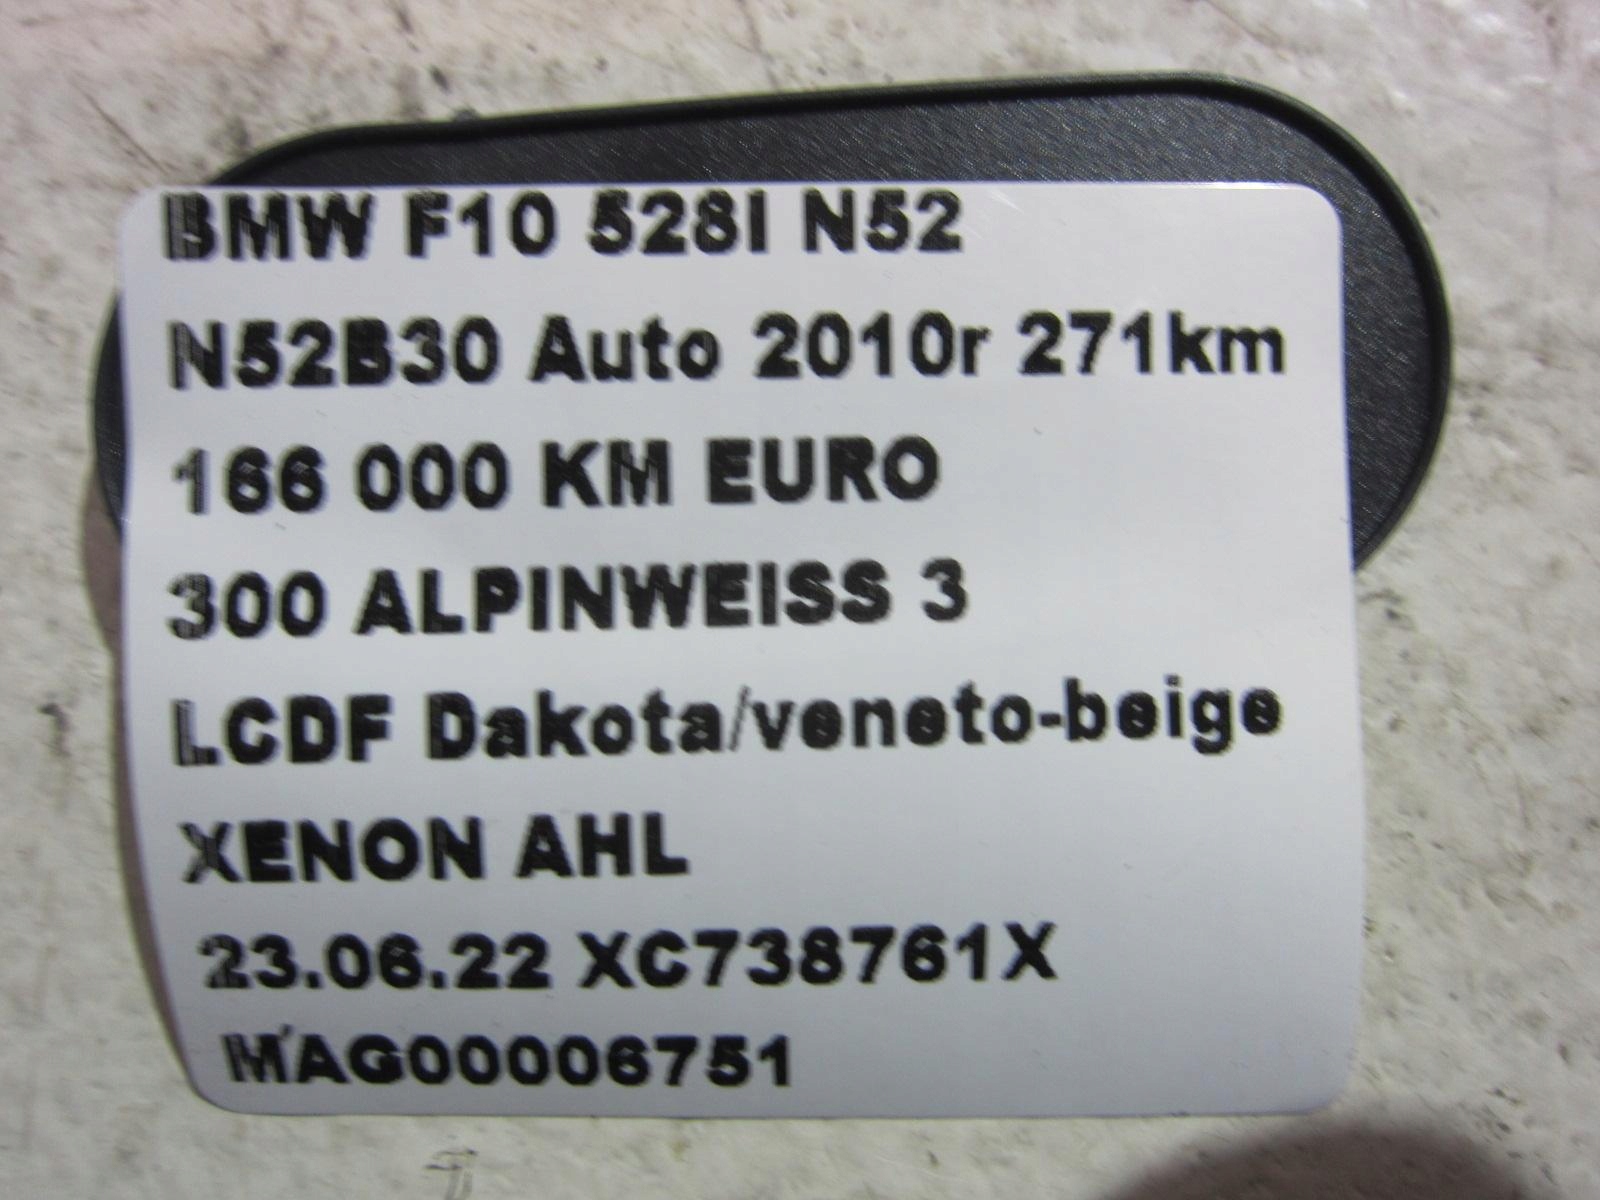 BMW F10 528I N52
N52B30 Auto 2010r 271km
166 000 KM EURO
300 ALPINWEISS 3
LCDF Dakota/veneto-beige
XENON AHL
23.06.22 XC738761X
MAG00006751